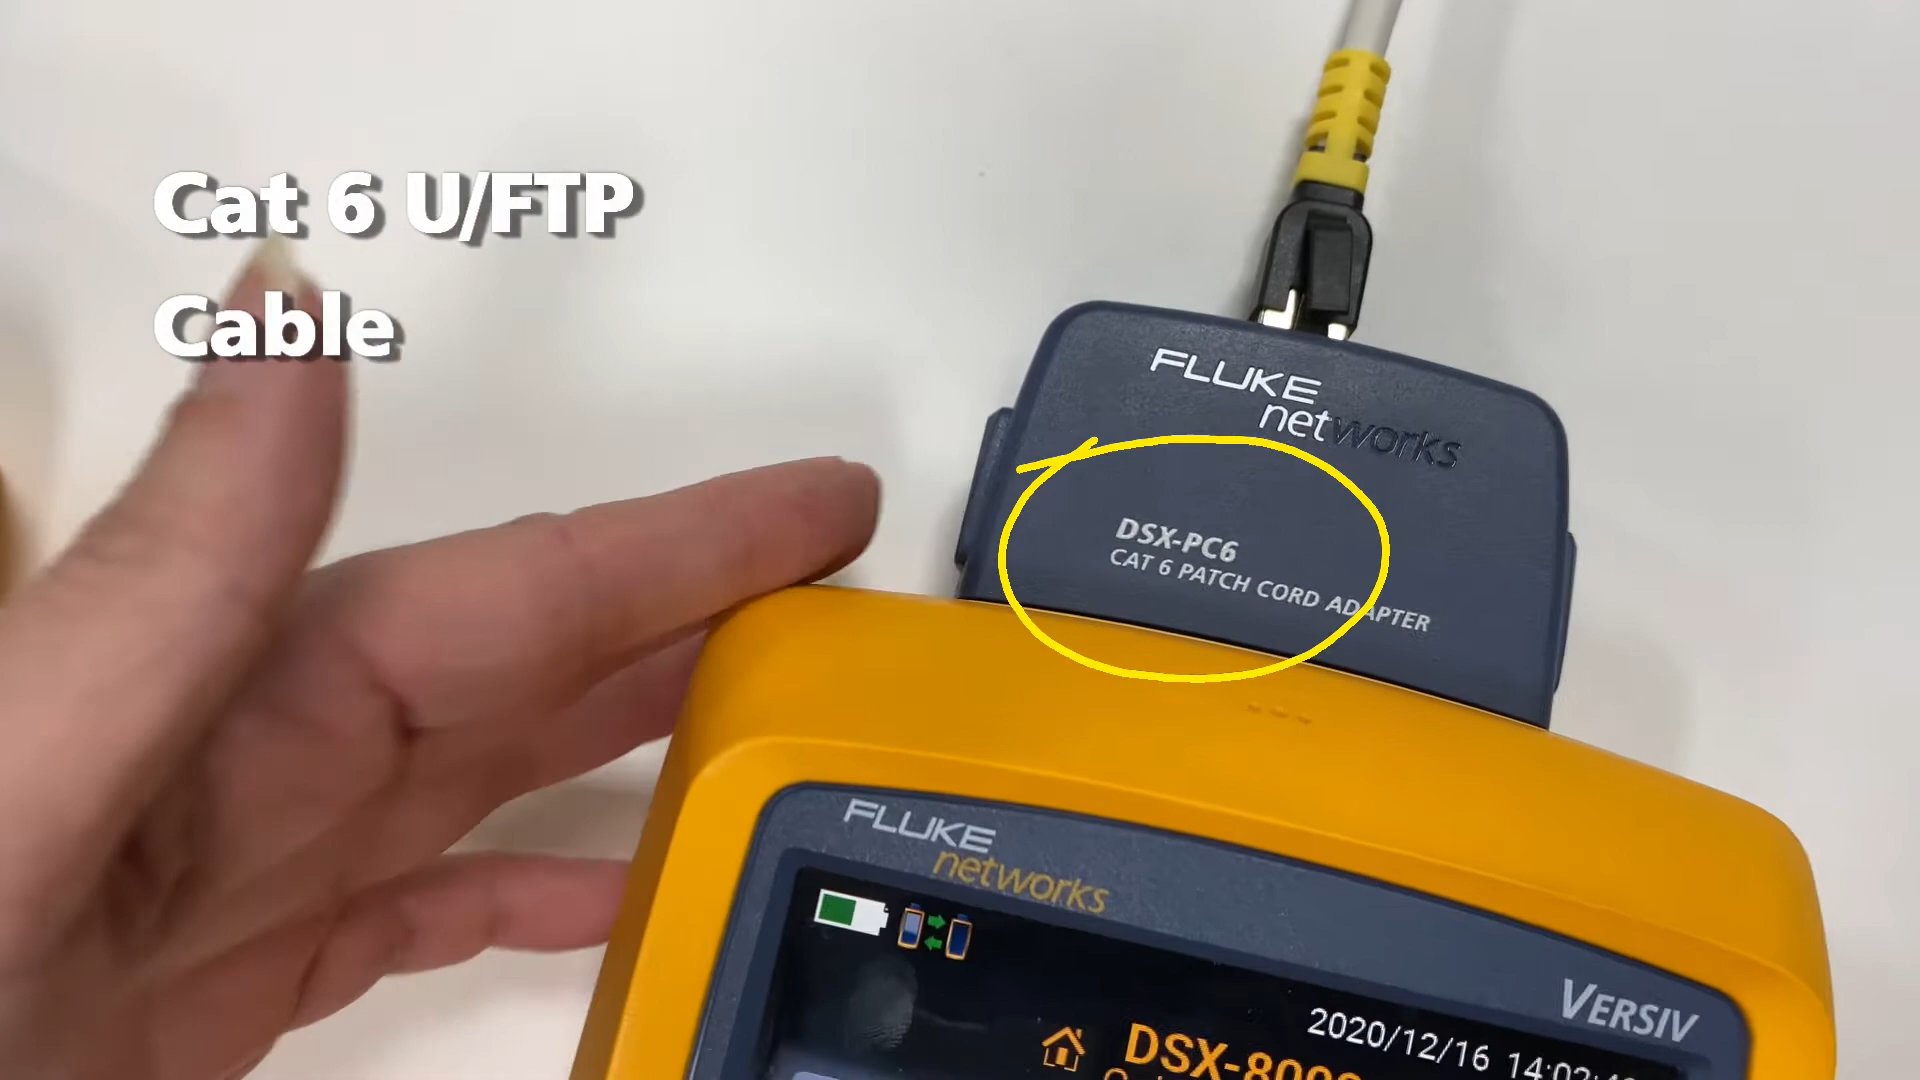 Cat 6 U/FTP
Cable
FLUKE
networks
DSX-PC6
CAT 6 PATCH CORD ADAPTER
FLUKE
networks
VERSIV
2020/12/16